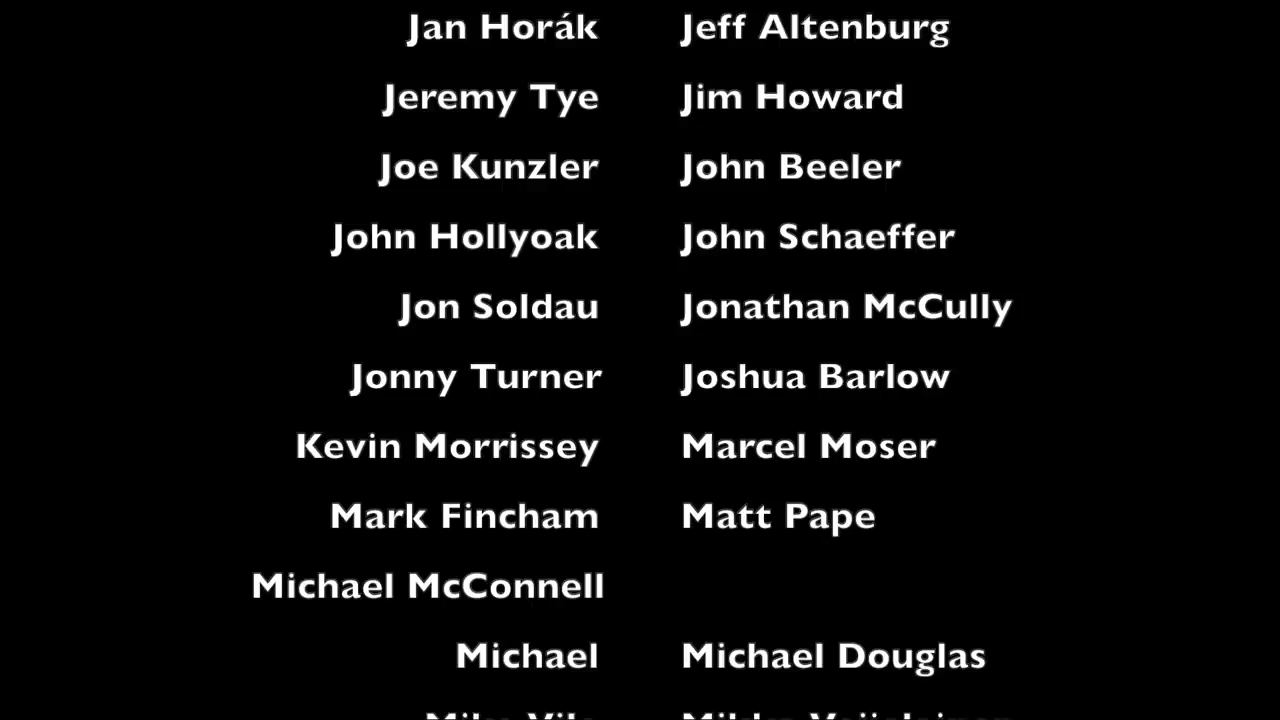 Jan Horák Jeff Altenburg
Jeremy Tye Jim Howard
Joe Kunzler John Beeler
John Hollyoak John Schaeffer
Jon Soldau Jonathan McCully
Jonny Turner Joshua Barlow
Kevin Morrissey Marcel Moser
Mark Fincham Matt Pape
Michael McConnell
Michael Michael Douglas